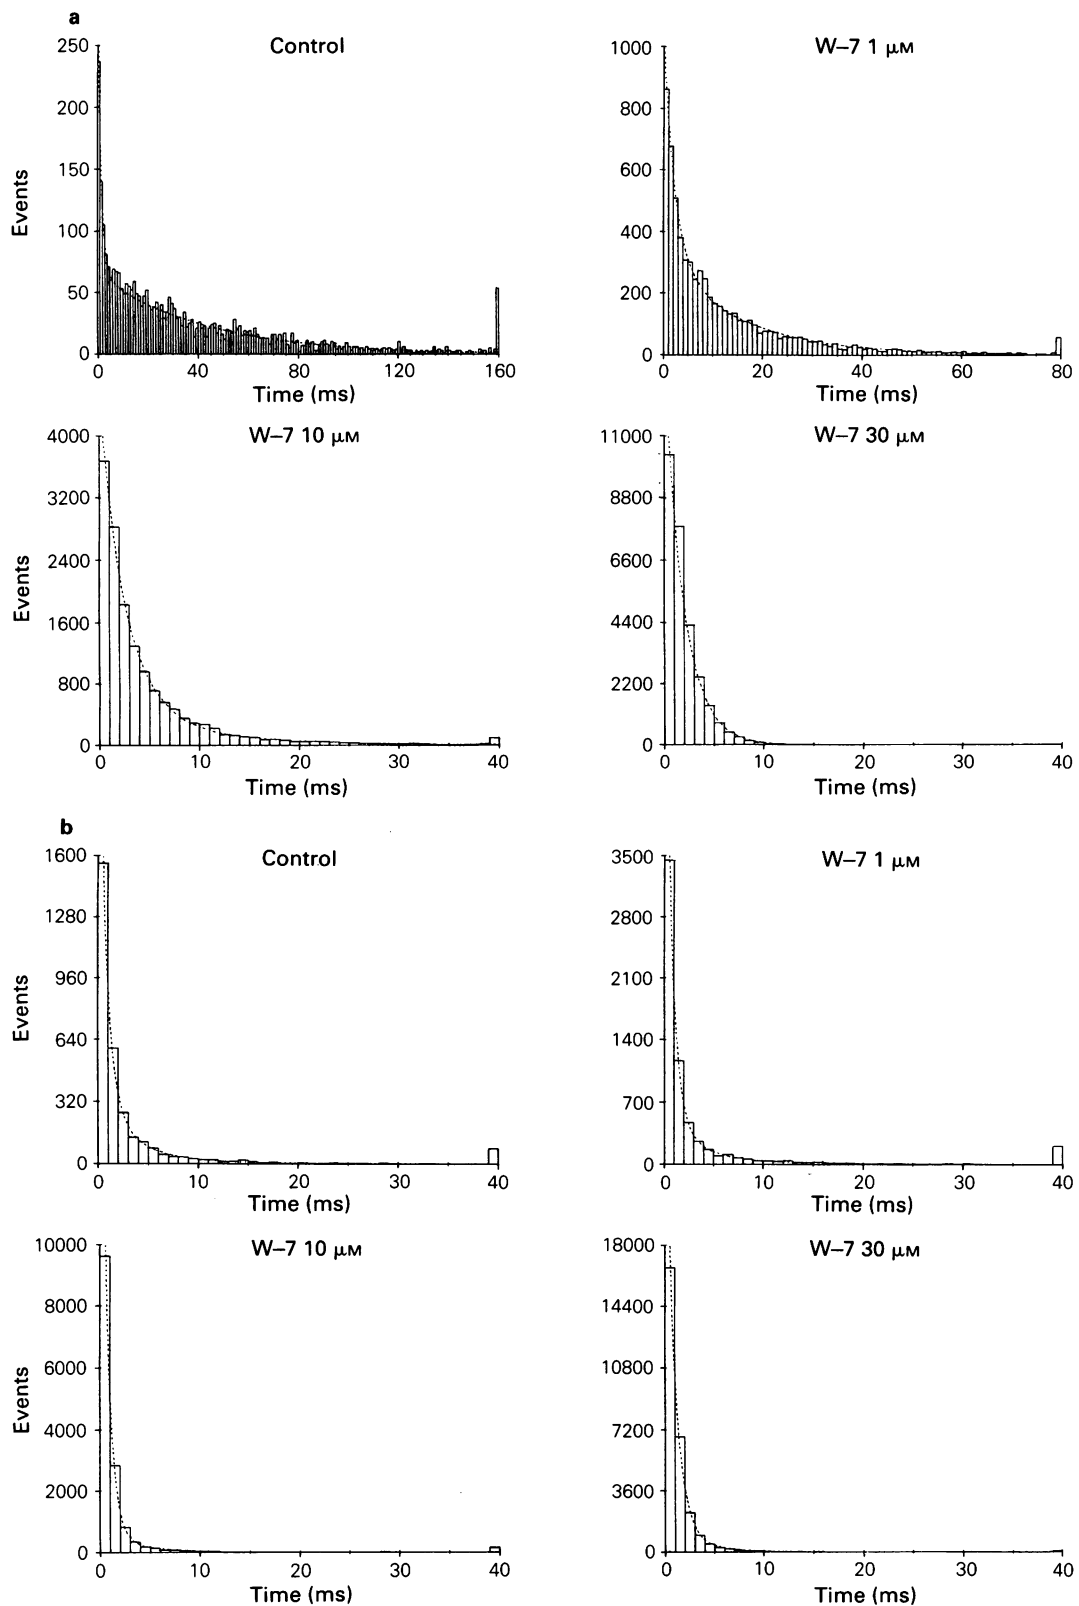 a
Control
W–7 1 μM
250
200
150
100
50
0
Events
0 40 80 120 160
Time (ms)
1000
800
600
400
200
0
0 20 40 60 80
Time (ms)
W–7 10 μM
W–7 30 μM
4000
3200
2400
1600
800
0
Events
0 10 20 30 40
Time (ms)
11000
8800
6600
4400
2200
0
0 10 20 30 40
Time (ms)
b
Control
W–7 1 μM
1600
1280
960
640
320
0
Events
0 10 20 30 40
Time (ms)
3500
2800
2100
1400
700
0
0 10 20 30 40
Time (ms)
W–7 10 μM
W–7 30 μM
10000
8000
6000
4000
2000
0
Events
0 10 20 30 40
Time (ms)
18000
14400
10800
7200
3600
0
0 10 20 30 40
Time (ms)